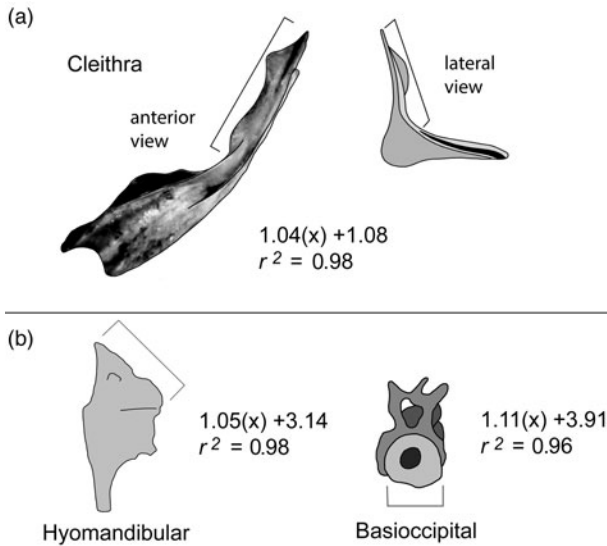 (a)
Cleithra
anterior
view
lateral
view
1.04(x) +1.08
r² = 0.98
(b)
1.05(x) +3.14
r² = 0.98
1.11(x) +3.91
r² = 0.96
Hyomandibular
Basioccipital